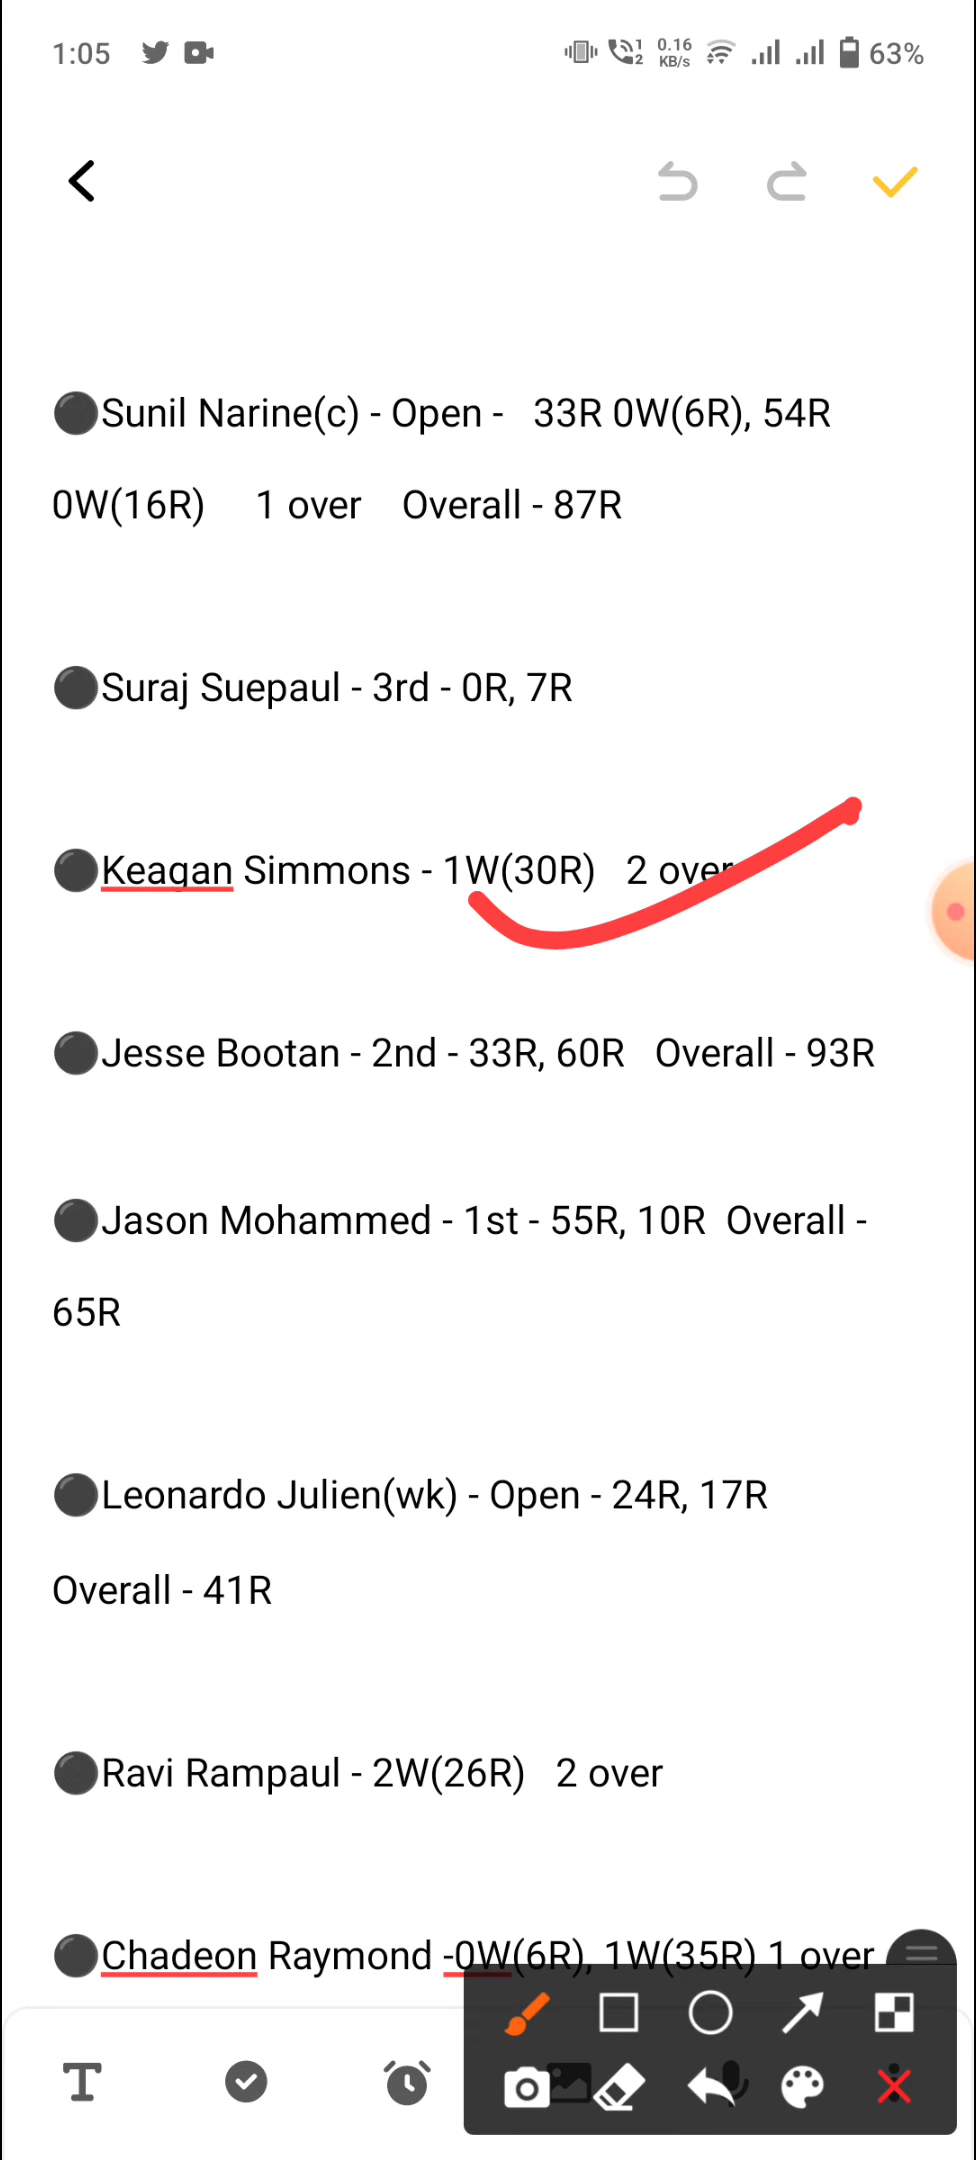 1:05
1 2 0.16 KB/s 63%
Sunil Narine(c) - Open -   33R 0W(6R), 54R
0W(16R)     1 over    Overall - 87R
Suraj Suepaul - 3rd - 0R, 7R
Keagan Simmons - 1W(30R)   2 over
Jesse Bootan - 2nd - 33R, 60R   Overall - 93R
Jason Mohammed - 1st - 55R, 10R  Overall -
65R
Leonardo Julien(wk) - Open - 24R, 17R
Overall - 41R
Ravi Rampaul - 2W(26R)   2 over
Chadeon Raymond -0W(6R), 1W(35R) 1 over
T